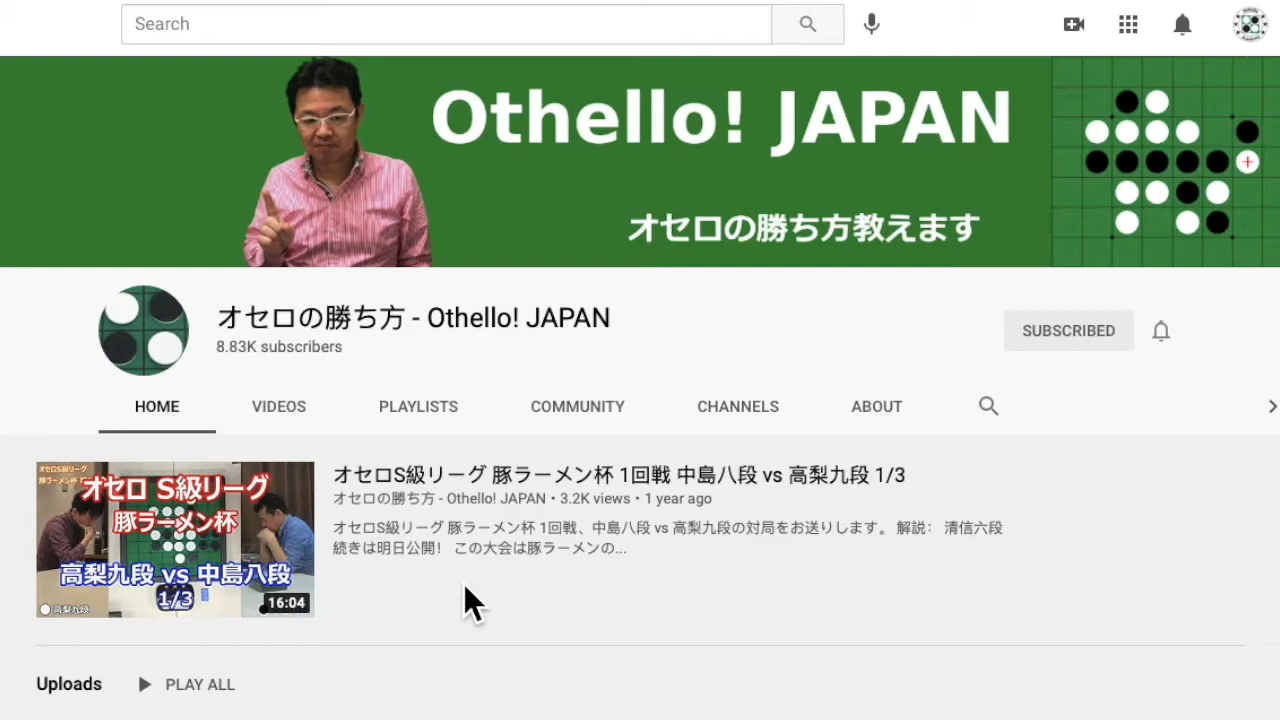 Search
Othello! JAPAN
オセロの勝ち方教えます
オセロの勝ち方 - Othello! JAPAN
8.83K subscribers
SUBSCRIBED
HOME VIDEOS PLAYLISTS COMMUNITY CHANNELS ABOUT
オセロS級リーグ
オセロ S級リーグ
豚ラーメン杯
高梨九段 vs 中島八段
1/3
高梨九段
16:04
オセロS級リーグ 豚ラーメン杯 1回戦 中島八段 vs 高梨九段 1/3
オセロの勝ち方 - Othello! JAPAN • 3.2K views • 1 year ago
オセロS級リーグ 豚ラーメン杯 1回戦、中島八段 vs 高梨九段の対局をお送りします。 解説： 清信六段
続きは明日公開！ この大会は豚ラーメンの...
Uploads PLAY ALL